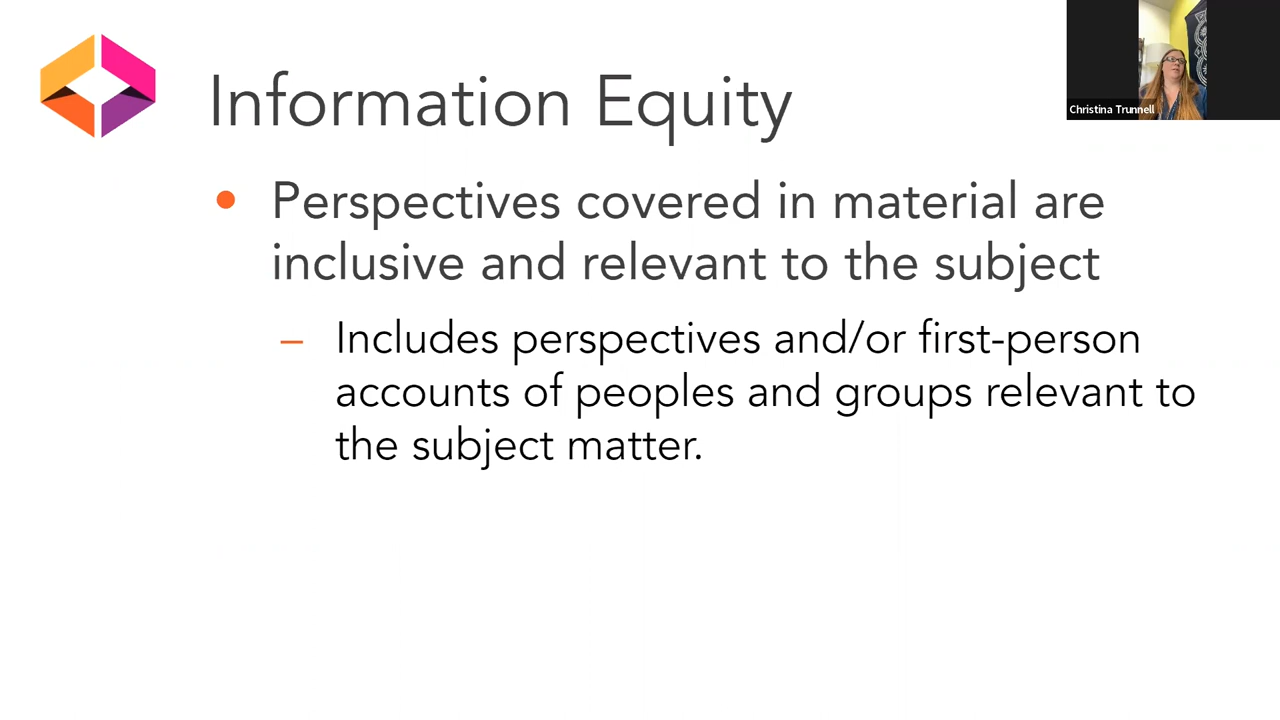 Information Equity
Christina Trunnell
• Perspectives covered in material are
inclusive and relevant to the subject
– Includes perspectives and/or first-person
accounts of peoples and groups relevant to
the subject matter.